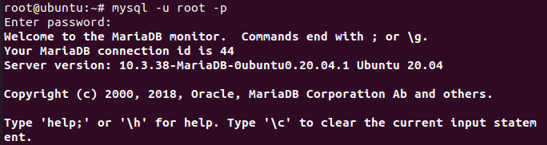 root@ubuntu:~# mysql -u root -p
Enter password:
Welcome to the MariaDB monitor.  Commands end with ; or \g.
Your MariaDB connection id is 44
Server version: 10.3.38-MariaDB-0ubuntu0.20.04.1 Ubuntu 20.04

Copyright (c) 2000, 2018, Oracle, MariaDB Corporation Ab and others.

Type 'help;' or '\h' for help. Type '\c' to clear the current input statem
ent.